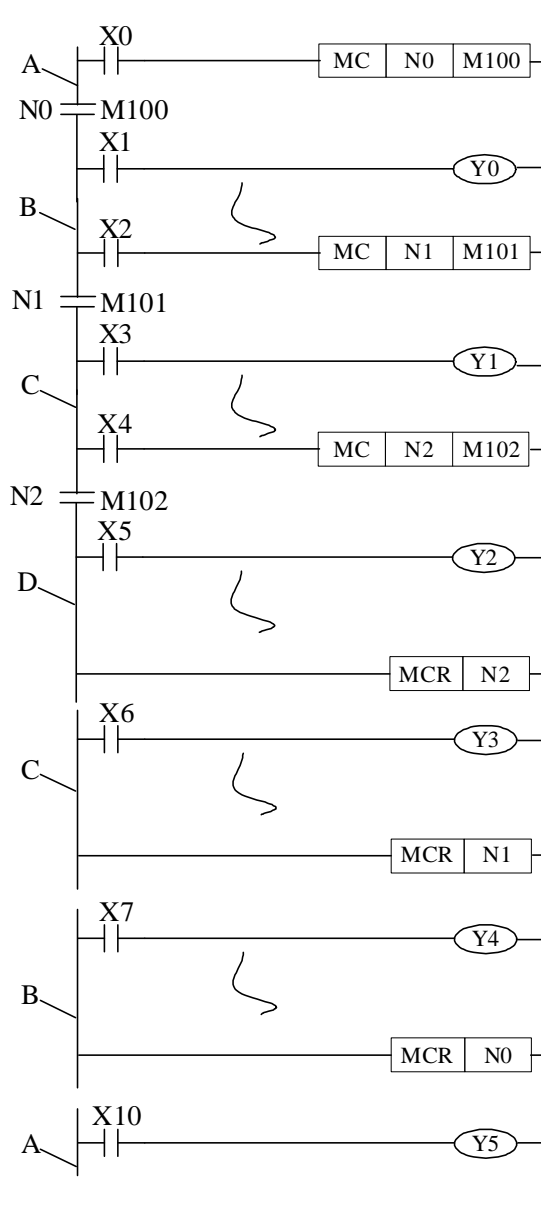 X0
A MC N0 M100
N0 M100
X1
Y0
B
X2
MC N1 M101
N1 M101
X3
Y1
C
X4
MC N2 M102
N2 M102
X5
Y2
D
MCR N2
X6
Y3
C
MCR N1
X7
Y4
B
MCR N0
X10
A Y5